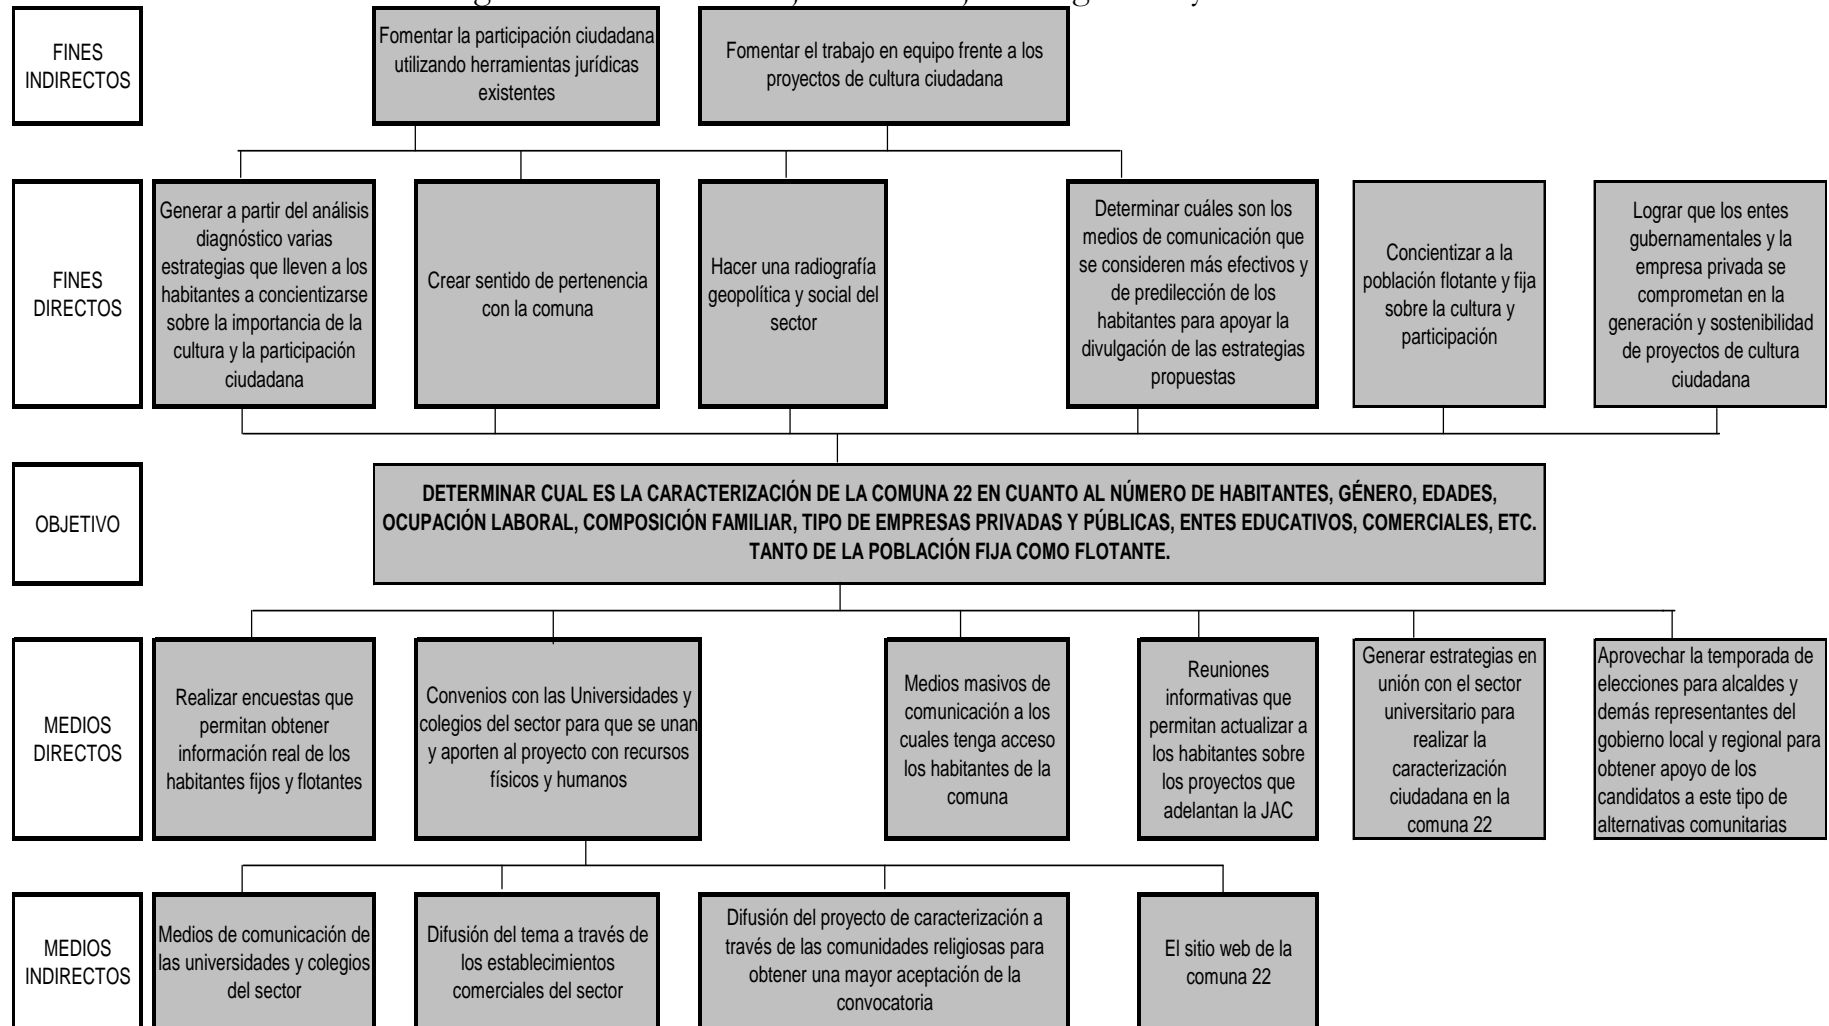 FINES
INDIRECTOS
Fomentar la participación ciudadana
utilizando herramientas jurídicas
existentes
Fomentar el trabajo en equipo frente a los
proyectos de cultura ciudadana
FINES
DIRECTOS
Generar a partir del análisis
diagnóstico varias
estrategias que lleven a los
habitantes a concientizarse
sobre la importancia de la
cultura y la participación
ciudadana
Crear sentido de pertenencia
con la comuna
Hacer una radiografía
geopolítica y social del
sector
Determinar cuáles son los
medios de comunicación que
se consideren más efectivos y
de predilección de los
habitantes para apoyar la
divulgación de las estrategias
propuestas
Concientizar a la
población flotante y fija
sobre la cultura y
participación
Lograr que los entes
gubernamentales y la
empresa privada se
comprometan en la
generación y sostenibilidad
de proyectos de cultura
ciudadana
OBJETIVO
DETERMINAR CUAL ES LA CARACTERIZACIÓN DE LA COMUNA 22 EN CUANTO AL NÚMERO DE HABITANTES, GÉNERO, EDADES,
OCUPACIÓN LABORAL, COMPOSICIÓN FAMILIAR, TIPO DE EMPRESAS PRIVADAS Y PÚBLICAS, ENTES EDUCATIVOS, COMERCIALES, ETC.
TANTO DE LA POBLACIÓN FIJA COMO FLOTANTE.
MEDIOS
DIRECTOS
Realizar encuestas que
permitan obtener
información real de los
habitantes fijos y flotantes
Convenios con las Universidades y
colegios del sector para que se unan
y aporten al proyecto con recursos
físicos y humanos
Medios masivos de
comunicación a los
cuales tenga acceso
los habitantes de la
comuna
Reuniones
informativas que
permitan actualizar a
los habitantes sobre
los proyectos que
adelantan la JAC
Generar estrategias en
unión con el sector
universitario para
realizar la
caracterización
ciudadana en la
comuna 22
Aprovechar la temporada de
elecciones para alcaldes y
demás representantes del
gobierno local y regional para
obtener apoyo de los
candidatos a este tipo de
alternativas comunitarias
MEDIOS
INDIRECTOS
Medios de comunicación de
las universidades y colegios
del sector
Difusión del tema a través de
los establecimientos
comerciales del sector
Difusión del proyecto de caracterización a
través de las comunidades religiosas para
obtener una mayor aceptación de la
convocatoria
El sitio web de la
comuna 22